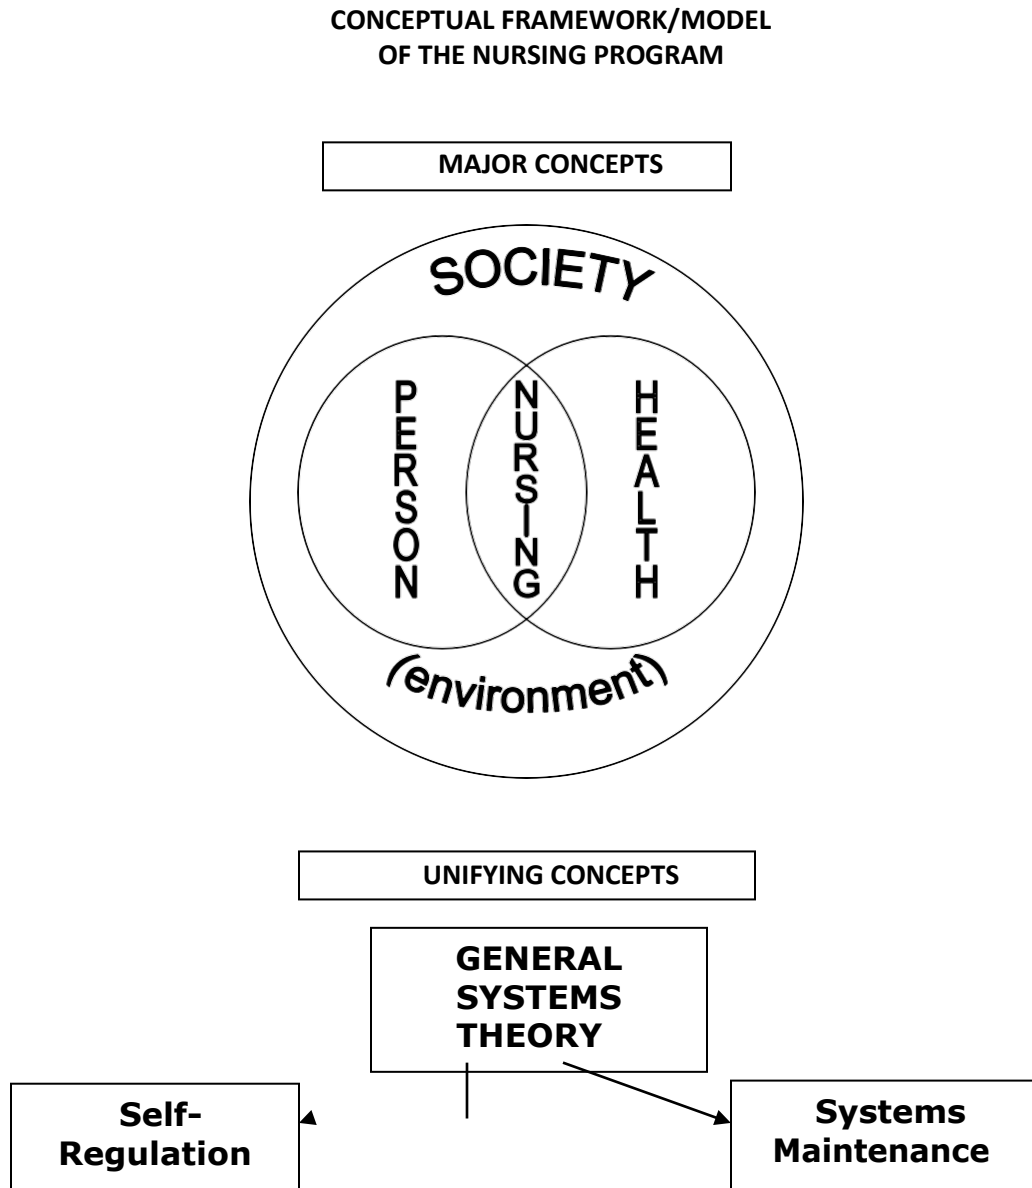 CONCEPTUAL FRAMEWORK/MODEL
OF THE NURSING PROGRAM
MAJOR CONCEPTS
SOCIETY
PERSON
NURSING
HEALTH
(environment)
UNIFYING CONCEPTS
GENERAL
SYSTEMS
THEORY
Self-
Regulation
Systems
Maintenance